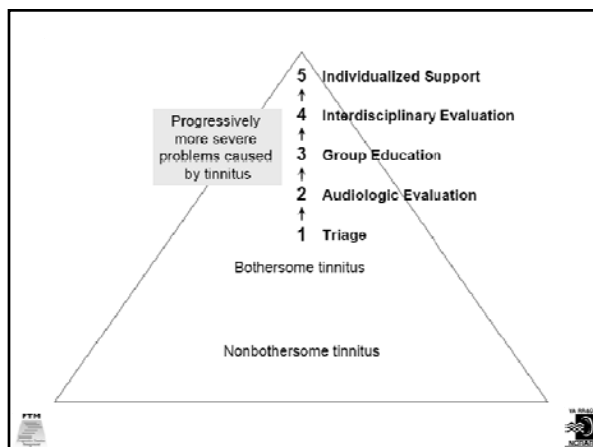 5 Individualized Support
4 Interdisciplinary Evaluation
Progressively
more severe
problems caused
by tinnitus
3 Group Education
2 Audiologic Evaluation
1 Triage
Bothersome tinnitus
Nonbothersome tinnitus
PTM